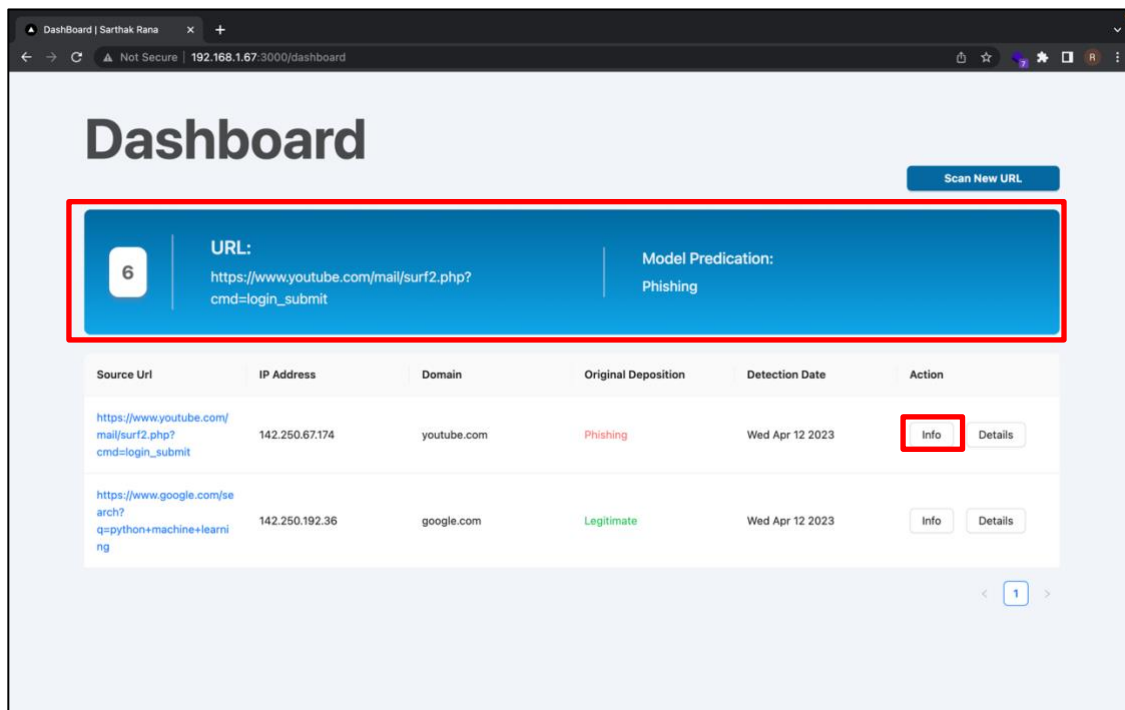 DashBoard | Sarthak Rana
Not Secure | 192.168.1.67:3000/dashboard
7
R
Dashboard
Scan New URL
6
URL:
https://www.youtube.com/mail/surf2.php?
cmd=login_submit
Model Predication:
Phishing
Source Url IP Address Domain Original Deposition Detection Date Action
https://www.youtube.com/
mail/surf2.php?
cmd=login_submit
142.250.67.174 youtube.com Phishing Wed Apr 12 2023 Info Details
https://www.google.com/se
arch?
q=python+machine+learni
ng
142.250.192.36 google.com Legitimate Wed Apr 12 2023 Info Details
< 1 >